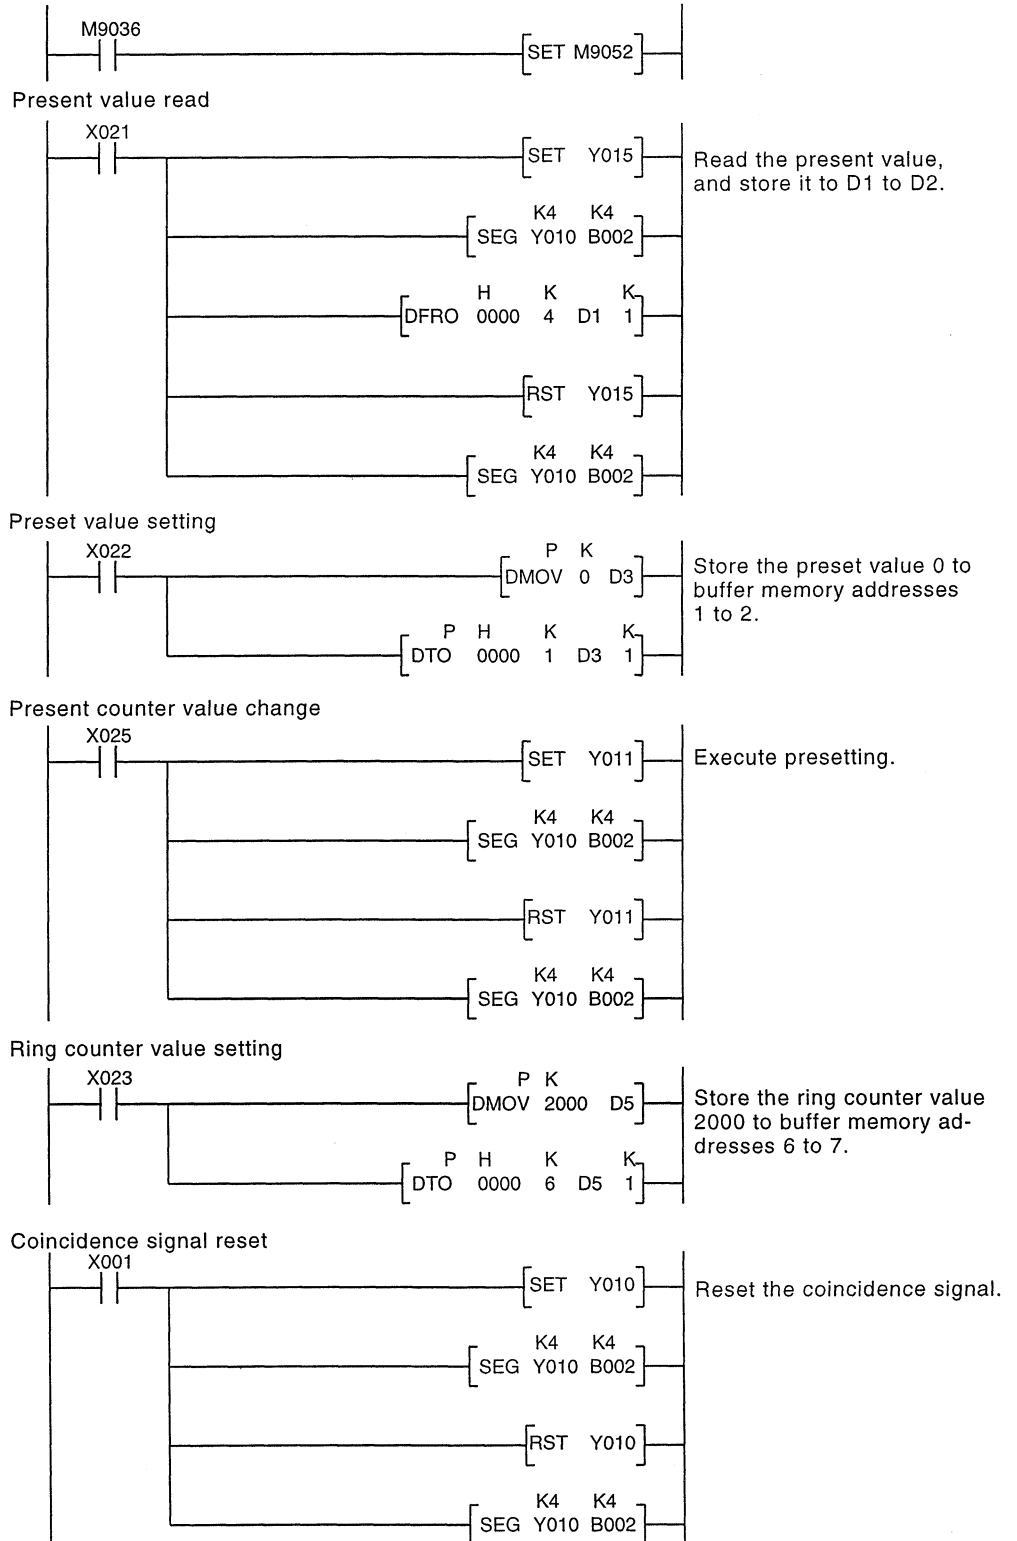 M9036
SET M9052
Present value read
X021
SET Y015
Read the present value,
and store it to D1 to D2.
K4 K4
SEG Y010 B002
H K K
DFRO 0000 4 D1 1
RST Y015
K4 K4
SEG Y010 B002
Preset value setting
X022
P K
DMOV 0 D3
Store the preset value 0 to
buffer memory addresses
1 to 2.
P H K K
DTO 0000 1 D3 1
Present counter value change
X025
SET Y011
Execute presetting.
K4 K4
SEG Y010 B002
RST Y011
K4 K4
SEG Y010 B002
Ring counter value setting
X023
P K
DMOV 2000 D5
Store the ring counter value
2000 to buffer memory ad-
dresses 6 to 7.
P H K K
DTO 0000 6 D5 1
Coincidence signal reset
X001
SET Y010
Reset the coincidence signal.
K4 K4
SEG Y010 B002
RST Y010
K4 K4
SEG Y010 B002